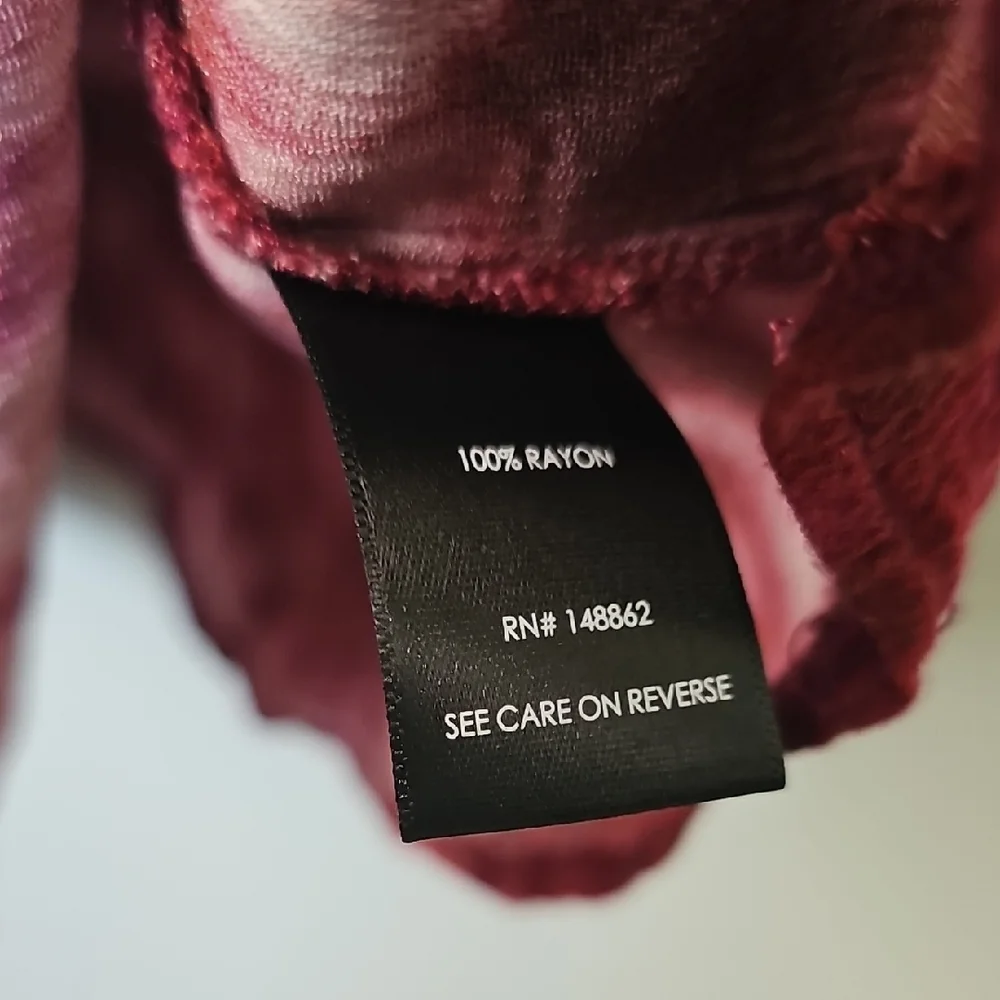 100% RAYON
RN# 148862
SEE CARE ON REVERSE